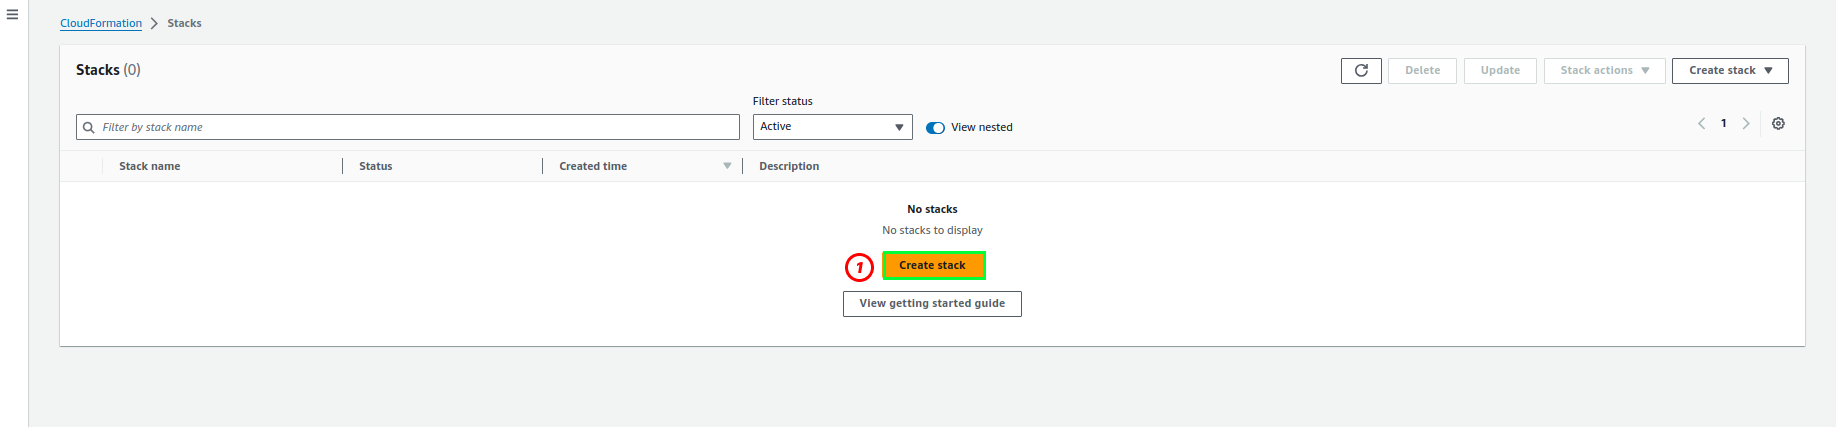 CloudFormation > Stacks
Stacks (0)
Delete
Update
Stack actions
Create stack
Filter status
Filter by stack name
Active
View nested
1
Stack name
Status
Created time
Description
No stacks
No stacks to display
1
Create stack
View getting started guide